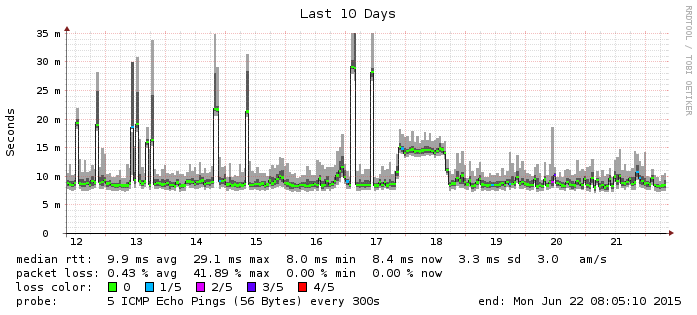 Last 10 Days
RRDTOOL / TOBI OETIKER
Seconds
35 m
30 m
25 m
20 m
15 m
10 m
5 m
0
12 13 14 15 16 17 18 19 20 21
median rtt: 9.9 ms avg 29.1 ms max 8.0 ms min 8.4 ms now 3.3 ms sd 3.0 am/s
packet loss: 0.43 % avg 41.89 % max 0.00 % min 0.00 % now
loss color: 0 1/5 2/5 3/5 4/5
probe: 5 ICMP Echo Pings (56 Bytes) every 300s end: Mon Jun 22 08:05:10 2015